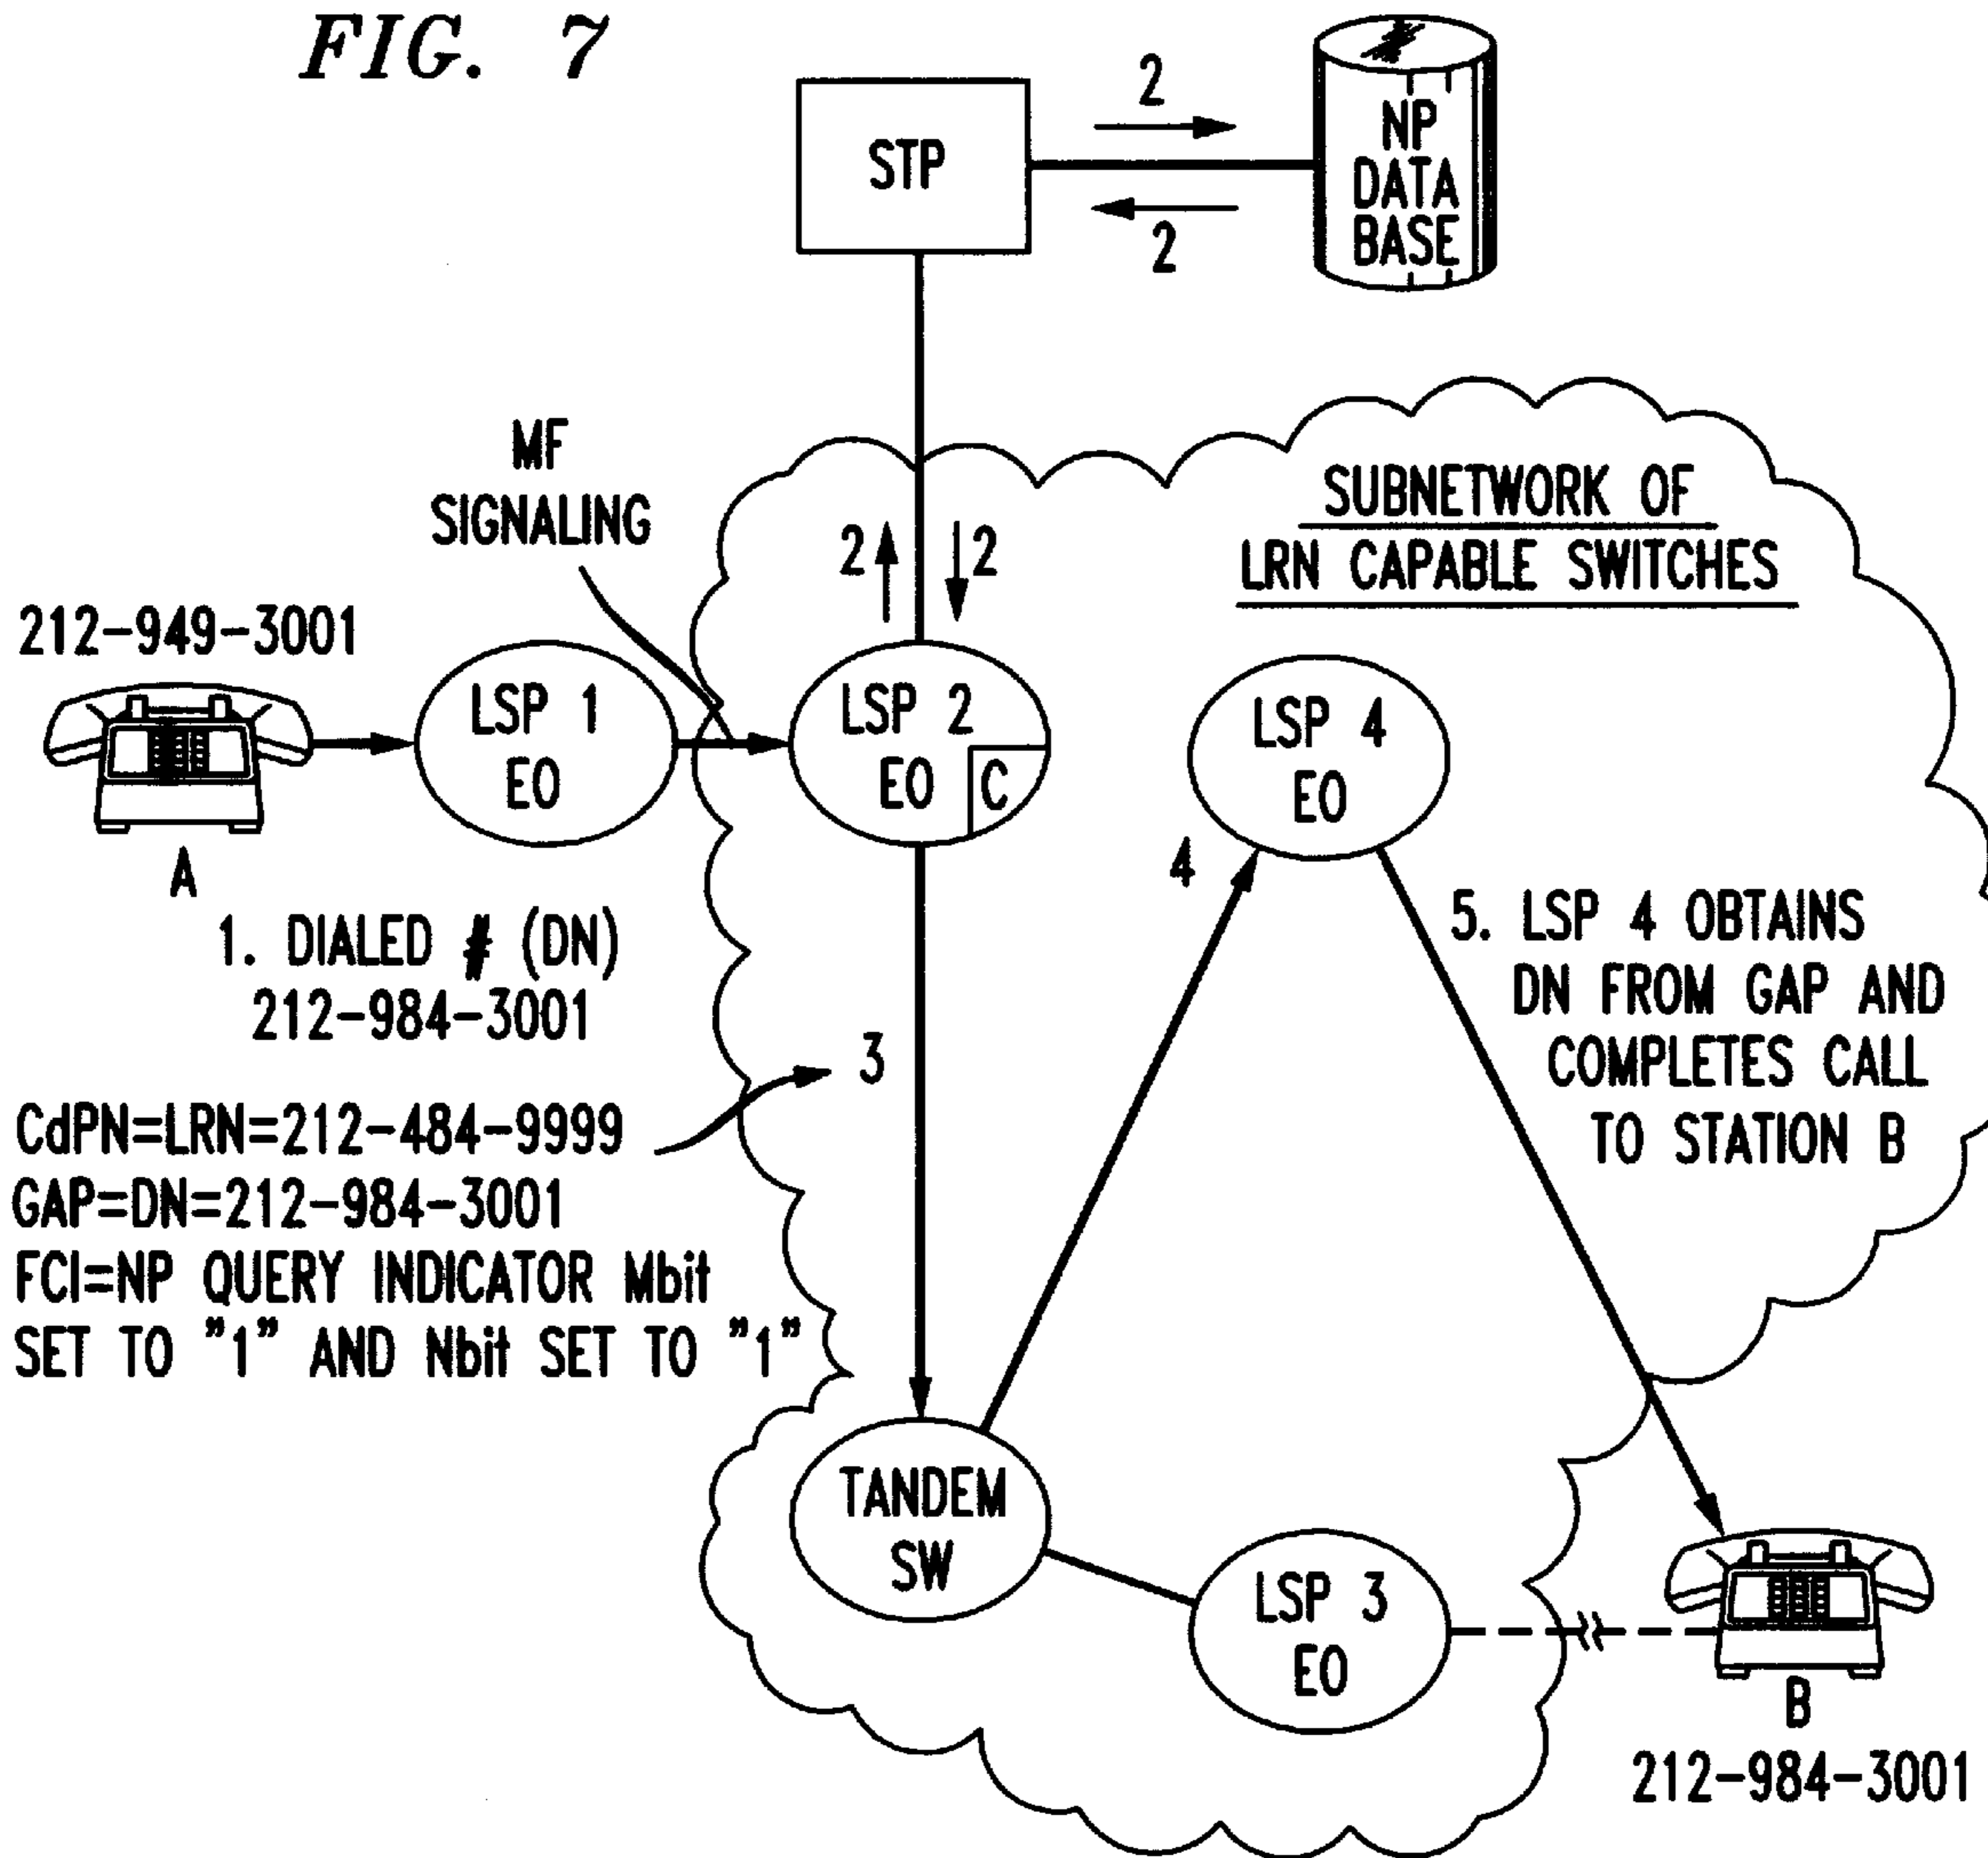 FIG. 7
STP
2
2
NP
DATA
BASE
MF
SIGNALING
2
2
SUBNETWORK OF
LRN CAPABLE SWITCHES
212-949-3001
LSP 1
EO
LSP 2
EO
C
LSP 4
EO
A
4
1. DIALED # (DN)
212-984-3001
5. LSP 4 OBTAINS
DN FROM GAP AND
COMPLETES CALL
TO STATION B
3
CdPN=LRN=212-484-9999
GAP=DN=212-984-3001
FCI=NP QUERY INDICATOR Mbit
SET TO "1" AND Nbit SET TO "1"
TANDEM
SW
LSP 3
EO
B
212-984-3001